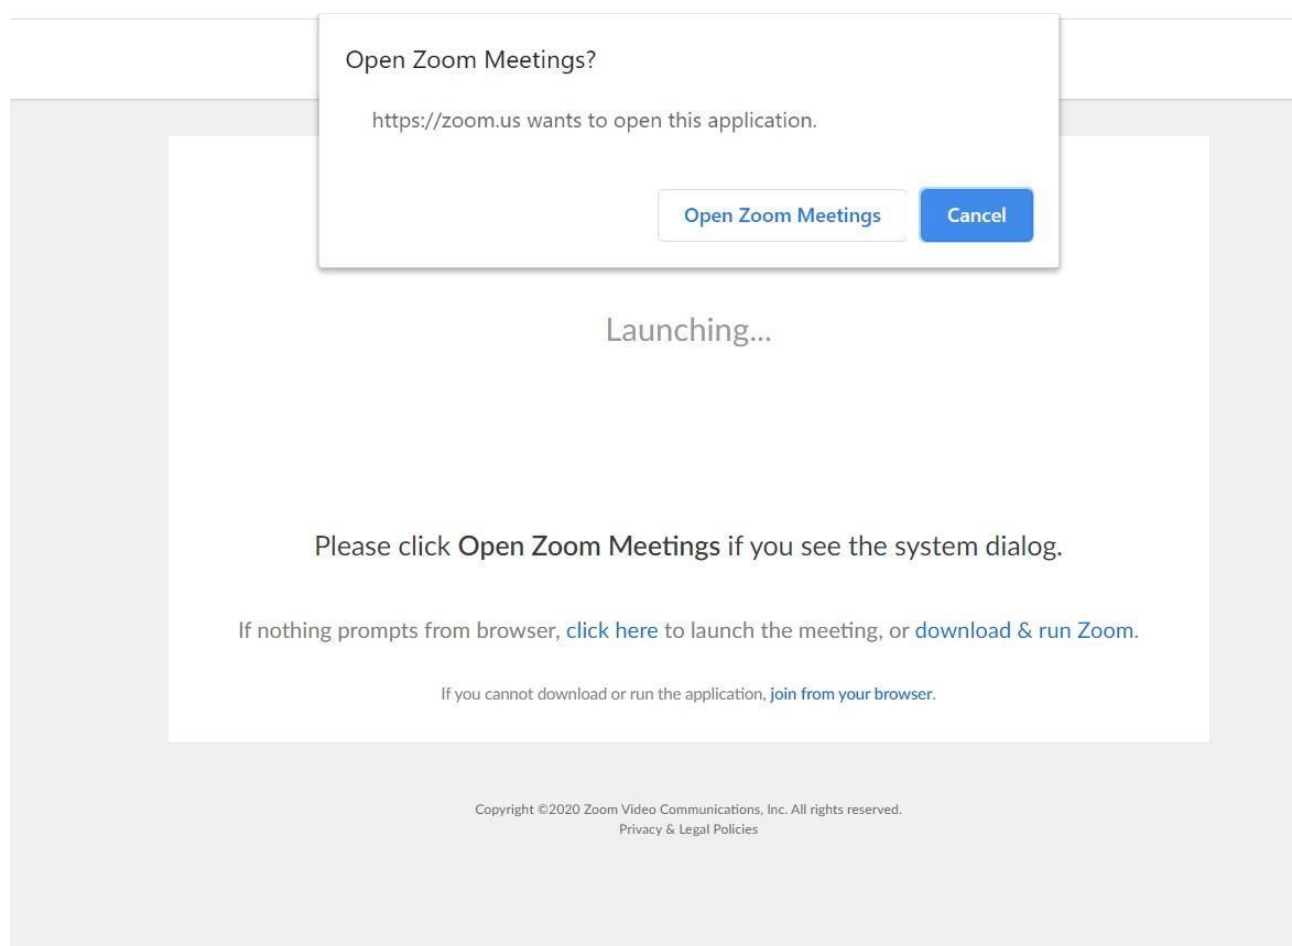 Open Zoom Meetings?
https://zoom.us wants to open this application.
Open Zoom Meetings
Cancel
Launching...
Please click Open Zoom Meetings if you see the system dialog.
If nothing prompts from browser, click here to launch the meeting, or download & run Zoom.
If you cannot download or run the application, join from your browser.
Copyright ©2020 Zoom Video Communications, Inc. All rights reserved.
Privacy & Legal Policies